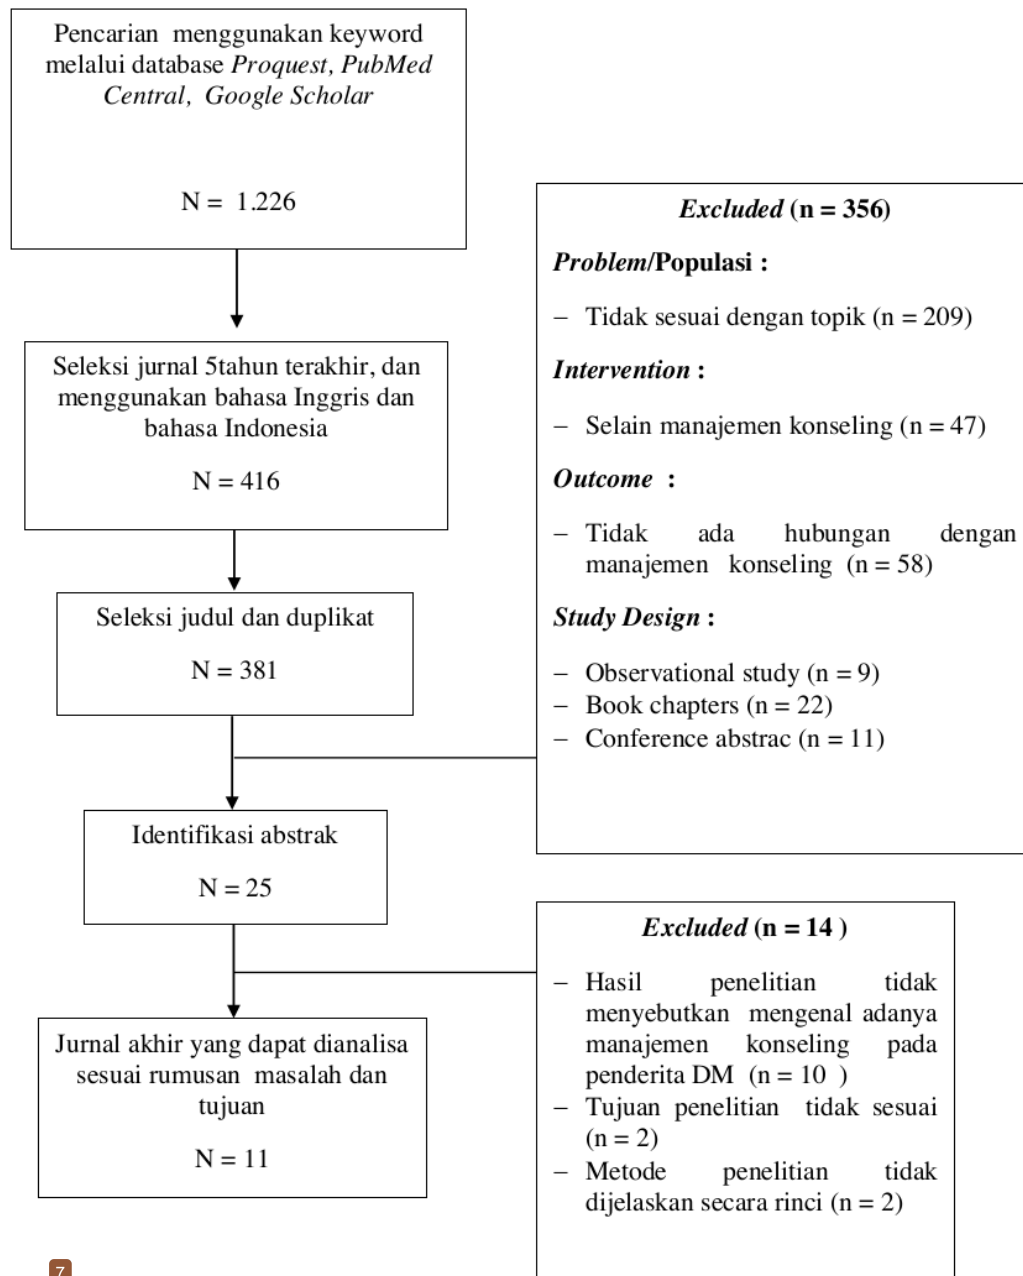 Pencarian menggunakan keyword
melalui database Proquest, PubMed
Central, Google Scholar
N = 1.226
Seleksi jurnal 5tahun terakhir, dan
menggunakan bahasa Inggris dan
bahasa Indonesia
N = 416
Seleksi judul dan duplikat
N = 381
Excluded (n = 356)
Problem/Populasi :
– Tidak sesuai dengan topik (n = 209)
Intervention :
– Selain manajemen konseling (n = 47)
Outcome :
– Tidak ada hubungan dengan
manajemen konseling (n = 58)
Study Design :
– Observational study (n = 9)
– Book chapters (n = 22)
– Conference abstrac (n = 11)
Identifikasi abstrak
N = 25
Excluded (n = 14 )
– Hasil penelitian tidak
menyebutkan mengenal adanya
manajemen konseling pada
penderita DM (n = 10 )
– Tujuan penelitian tidak sesuai
(n = 2)
– Metode penelitian tidak
dijelaskan secara rinci (n = 2)
Jurnal akhir yang dapat dianalisa
sesuai rumusan masalah dan
tujuan
N = 11
7